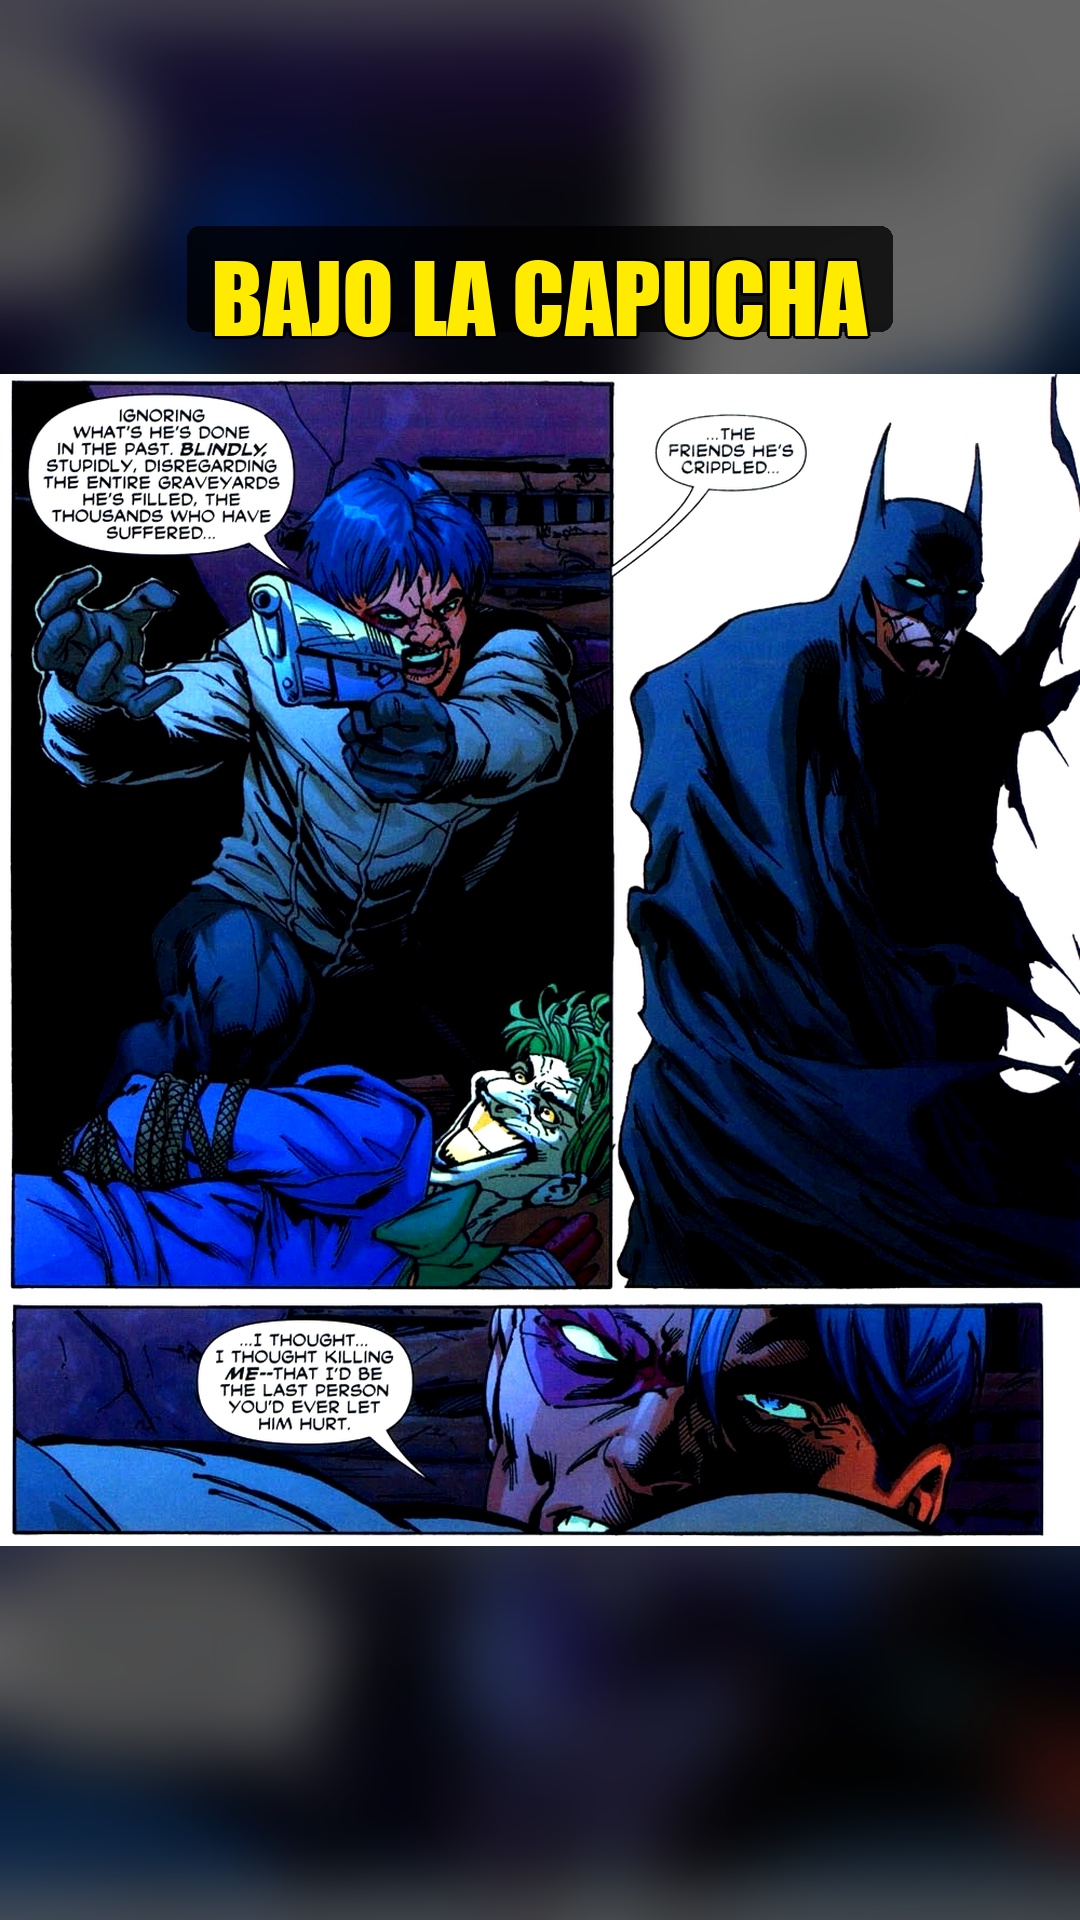 BAJO LA CAPUCHA
IGNORING
WHAT'S HE'S DONE
IN THE PAST. BLINDLY,
STUPIDLY, DISREGARDING
THE ENTIRE GRAVEYARDS
HE'S FILLED, THE
THOUSANDS WHO HAVE
SUFFERED...
...THE
FRIENDS HE'S
CRIPPLED...
...I THOUGHT...
I THOUGHT KILLING
ME--THAT I'D BE
THE LAST PERSON
YOU'D EVER LET
HIM HURT.